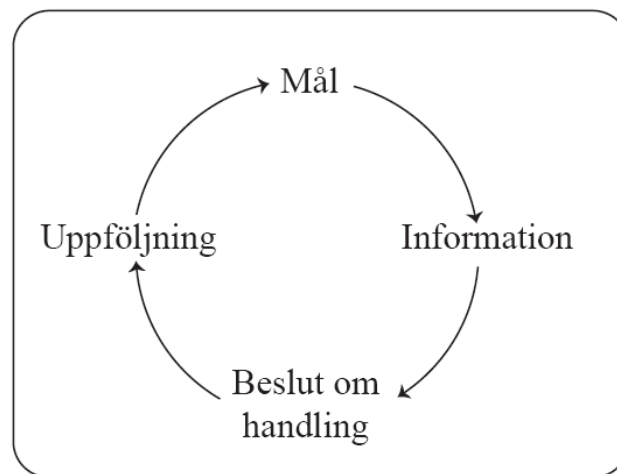 Mål
Uppföljning
Information
Beslut om
handling